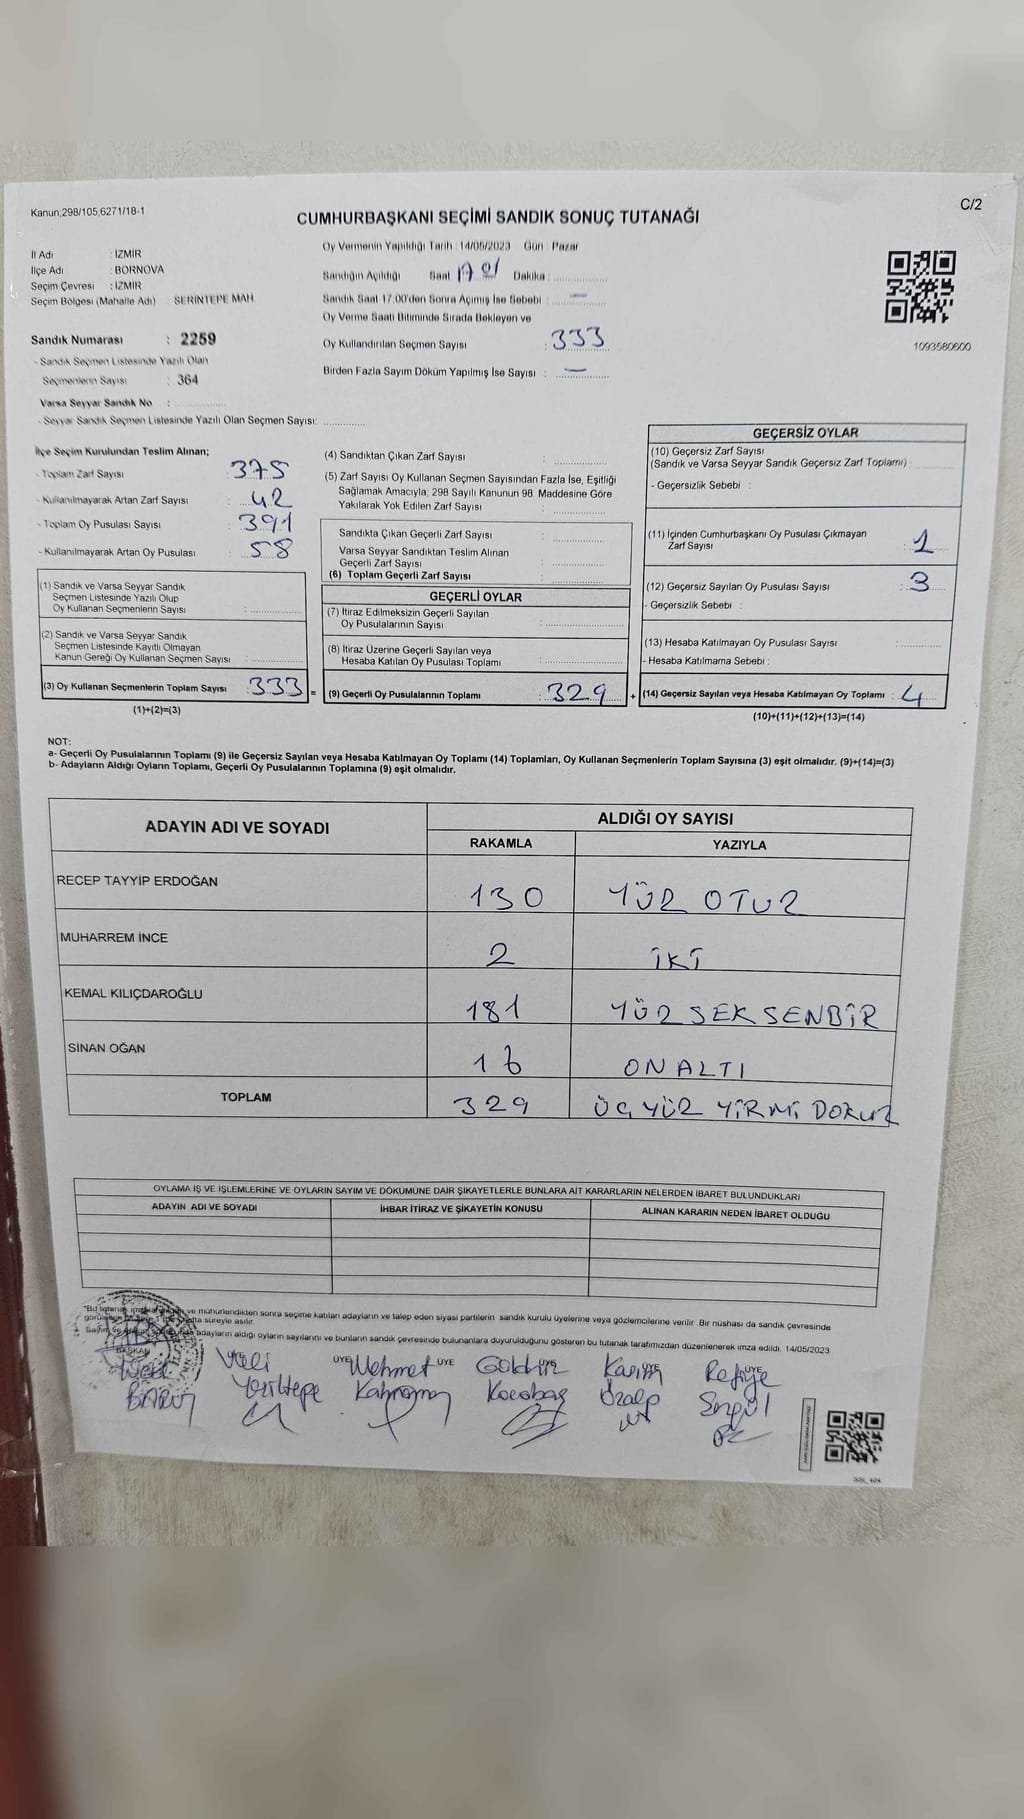 Kanun;298/105,6271/18-1
C/2
CUMHURBAŞKANI SEÇİMİ SANDIK SONUÇ TUTANAĞI
İl Adı : İZMİR
İlçe Adı : BORNOVA
Seçim Çevresi : İZMİR
Seçim Bölgesi (Mahalle Adı) SERİNTEPE MAH
Sandık Numarası : 2259
- Sandık Seçmen Listesinde Yazılı Olan
Seçmenlerin Sayısı : 364
Varsa Seyyar Sandık No :
- Seyyar Sandık Seçmen Listesinde Yazılı Olan Seçmen Sayısı:
Oy Vermenin Yapıldığı Tarih : 14/05/2023 Gün : Pazar
Sandığın Açıldığı Saat 17 01 Dakika :
Sandık Saat 17.00'den Sonra Açılmış İse Sebebi : —
Oy Verme Saati Bitiminde Sırada Bekleyen ve
Oy Kullandırılan Seçmen Sayısı : 333
Birden Fazla Sayım Döküm Yapılmış İse Sayısı : —
1093580600
İlçe Seçim Kurulundan Teslim Alınan;
- Toplam Zarf Sayısı : 375
- Kullanılmayarak Artan Zarf Sayısı : 42
- Toplam Oy Pusulası Sayısı : 391
- Kullanılmayarak Artan Oy Pusulası : 58
(1) Sandık ve Varsa Seyyar Sandık
Seçmen Listesinde Yazılı Olup
Oy Kullanan Seçmenlerin Sayısı :
(2) Sandık ve Varsa Seyyar Sandık
Seçmen Listesinde Kayıtlı Olmayan
Kanun Gereği Oy Kullanan Seçmen Sayısı :
(3) Oy Kullanan Seçmenlerin Toplam Sayısı : 333 =
(1)+(2)=(3)
(4) Sandıktan Çıkan Zarf Sayısı :
(5) Zarf Sayısı Oy Kullanan Seçmen Sayısından Fazla İse, Eşitliği
Sağlamak Amacıyla; 298 Sayılı Kanunun 98. Maddesine Göre
Yakılarak Yok Edilen Zarf Sayısı :
Sandıkta Çıkan Geçerli Zarf Sayısı :
Varsa Seyyar Sandıktan Teslim Alınan
Geçerli Zarf Sayısı :
(6) Toplam Geçerli Zarf Sayısı :
GEÇERLİ OYLAR
(7) İtiraz Edilmeksizin Geçerli Sayılan
Oy Pusulalarının Sayısı :
(8) İtiraz Üzerine Geçerli Sayılan veya
Hesaba Katılan Oy Pusulası Toplamı :
(9) Geçerli Oy Pusulalarının Toplamı : 329 +
GEÇERSİZ OYLAR
(10) Geçersiz Zarf Sayısı
(Sandık ve Varsa Seyyar Sandık Geçersiz Zarf Toplamı) :
- Geçersizlik Sebebi :
(11) İçinden Cumhurbaşkanı Oy Pusulası Çıkmayan
Zarf Sayısı : 1
(12) Geçersiz Sayılan Oy Pusulası Sayısı : 3
- Geçersizlik Sebebi :
(13) Hesaba Katılmayan Oy Pusulası Sayısı :
- Hesaba Katılmama Sebebi :
(14) Geçersiz Sayılan veya Hesaba Katılmayan Oy Toplamı : 4
(10)+(11)+(12)+(13)=(14)
NOT:
a- Geçerli Oy Pusulalarının Toplamı (9) ile Geçersiz Sayılan veya Hesaba Katılmayan Oy Toplamı (14) Toplamları, Oy Kullanan Seçmenlerin Toplam Sayısına (3) eşit olmalıdır. (9)+(14)=(3)
b- Adayların Aldığı Oyların Toplamı, Geçerli Oy Pusulalarının Toplamına (9) eşit olmalıdır.
ADAYIN ADI VE SOYADI
ALDIĞI OY SAYISI
RAKAMLA YAZIYLA
RECEP TAYYİP ERDOĞAN 130 YÜZ OTUZ
MUHARREM İNCE 2 İKİ
KEMAL KILIÇDAROĞLU 181 YÜZ SEKSENBİR
SİNAN OĞAN 16 ONALTI
TOPLAM 329 ÜÇ YÜZ YİRMİ DOKUZ
OYLAMA İŞ VE İŞLEMLERİNE VE OYLARIN SAYIM VE DÖKÜMÜNE DAİR ŞİKAYETLERLE BUNLARA AİT KARARLARIN NELERDEN İBARET BULUNDUKLARI
ADAYIN ADI VE SOYADI İHBAR İTİRAZ VE ŞİKAYETİN KONUSU ALINAN KARARIN NEDEN İBARET OLDUĞU
"Bu tutanak ve mühürlendikten sonra seçime katılan adayların ve talep eden siyasi partilerin sandık kurulu üyelerine veya gözlemcilerine verilir. Bir nüshası da sandık çevresinde
süreyle asılır.
adayların aldığı oyların sayılarını ve bunların sandık çevresinde bulunanlara duyurulduğunu gösteren bu tutanak tarafımızdan düzenlenerek imza edildi. 14/05/2023
BAŞKAN ÜYE ÜYE ÜYE ÜYE ÜYE
Veli Mehmet Karim Refiye
Kahraman Kocabaş Özalp Songül